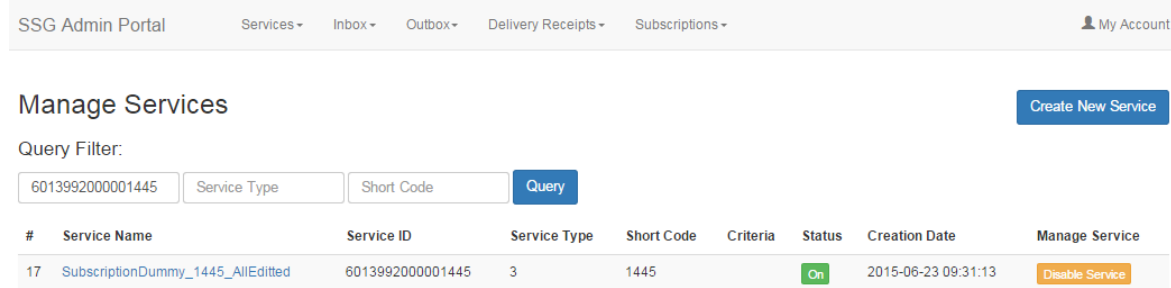 SSG Admin Portal Services Inbox Outbox Delivery Receipts Subscriptions My Account
Manage Services Create New Service
Query Filter:
6013992000001445 Service Type Short Code Query
# Service Name Service ID Service Type Short Code Criteria Status Creation Date Manage Service
17 SubscriptionDummy_1445_AllEditted 6013992000001445 3 1445 On 2015-06-23 09:31:13 Disable Service